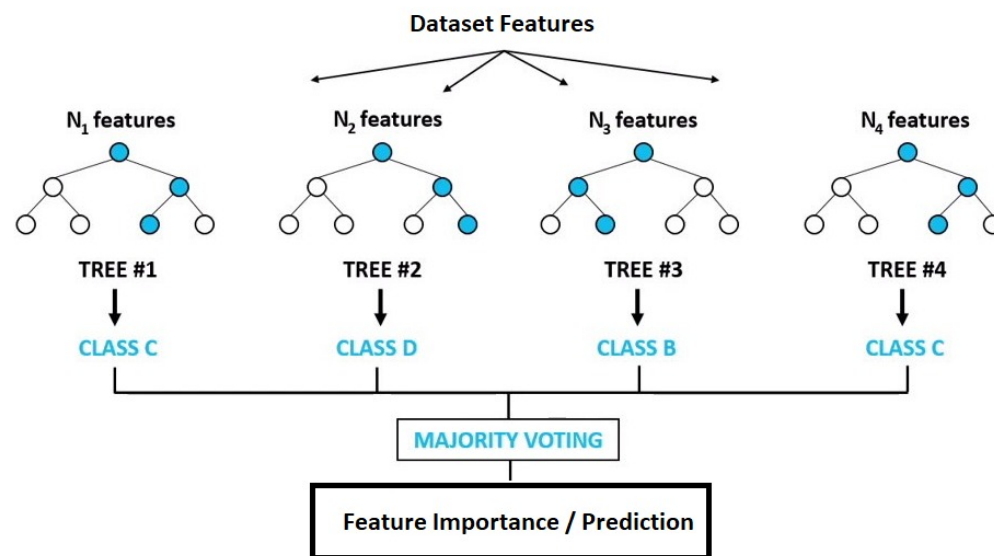 Dataset Features
N₁ features N₂ features N₃ features N₄ features
TREE #1 TREE #2 TREE #3 TREE #4
CLASS C CLASS D CLASS B CLASS C
MAJORITY VOTING
Feature Importance / Prediction